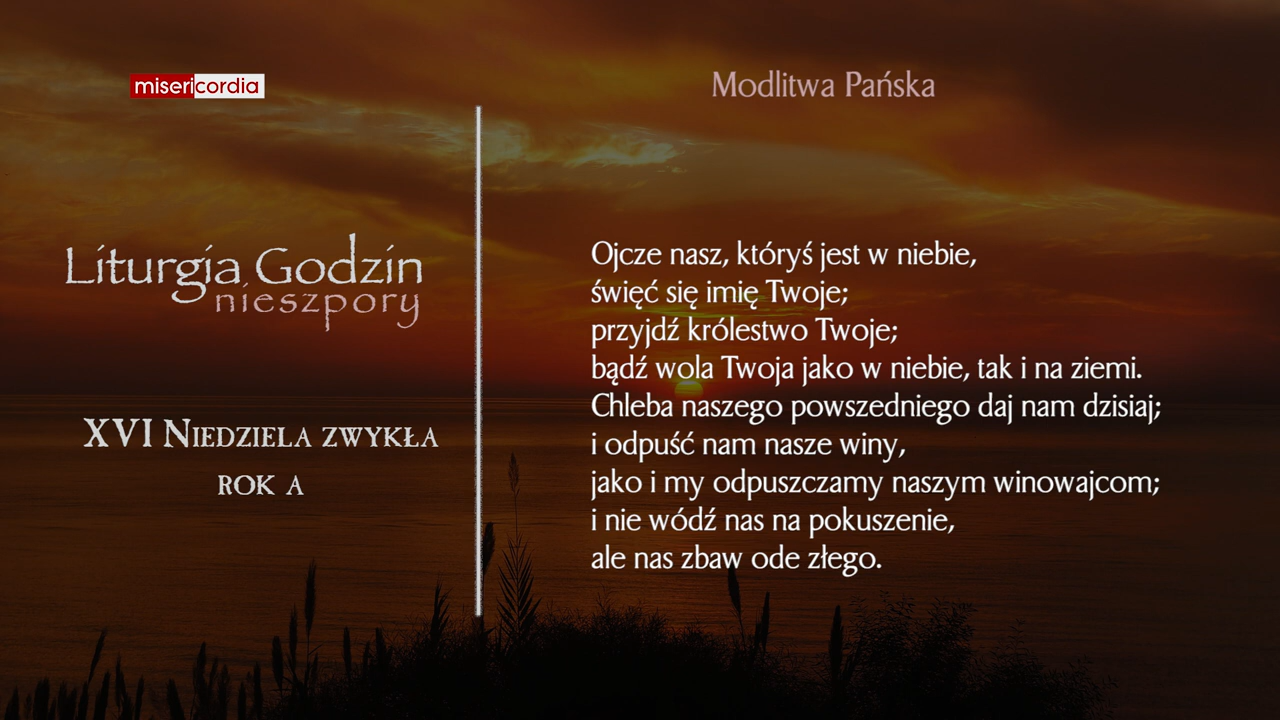 misericordia
Liturgia Godzin
nieszpory
XVI Niedziela zwykła
rok A
Modlitwa Pańska
Ojcze nasz, któryś jest w niebie,
święć się imię Twoje;
przyjdź królestwo Twoje;
bądź wola Twoja jako w niebie, tak i na ziemi.
Chleba naszego powszedniego daj nam dzisiaj;
i odpuść nam nasze winy,
jako i my odpuszczamy naszym winowajcom;
i nie wódź nas na pokuszenie,
ale nas zbaw ode złego.